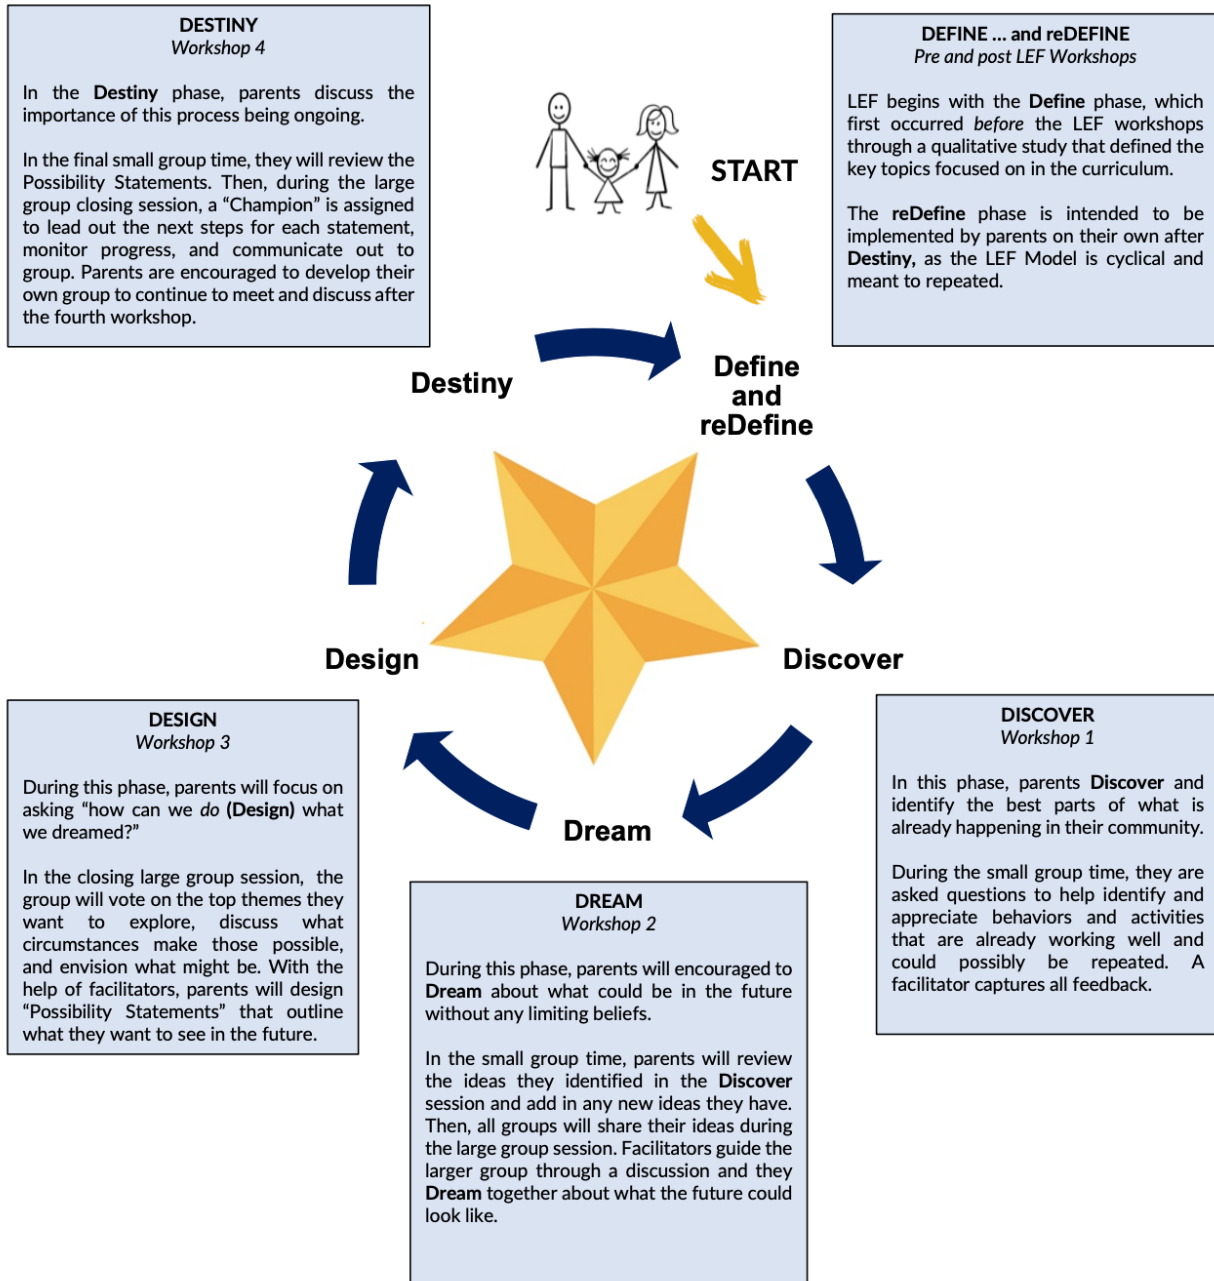 DESTINY
Workshop 4
In the Destiny phase, parents discuss the
importance of this process being ongoing.
In the final small group time, they will review the
Possibility Statements. Then, during the large
group closing session, a “Champion” is assigned
to lead out the next steps for each statement,
monitor progress, and communicate out to
group. Parents are encouraged to develop their
own group to continue to meet and discuss after
the fourth workshop.
START
DEFINE ... and reDEFINE
Pre and post LEF Workshops
LEF begins with the Define phase, which
first occurred before the LEF workshops
through a qualitative study that defined the
key topics focused on in the curriculum.
The reDefine phase is intended to be
implemented by parents on their own after
Destiny, as the LEF Model is cyclical and
meant to repeated.
Destiny
Define
and
reDefine
Design
Discover
Dream
DESIGN
Workshop 3
During this phase, parents will focus on
asking “how can we do (Design) what
we dreamed?”
In the closing large group session, the
group will vote on the top themes they
want to explore, discuss what
circumstances make those possible,
and envision what might be. With the
help of facilitators, parents will design
“Possibility Statements” that outline
what they want to see in the future.
DREAM
Workshop 2
During this phase, parents will encouraged to
Dream about what could be in the future
without any limiting beliefs.
In the small group time, parents will review
the ideas they identified in the Discover
session and add in any new ideas they have.
Then, all groups will share their ideas during
the large group session. Facilitators guide the
larger group through a discussion and they
Dream together about what the future could
look like.
DISCOVER
Workshop 1
In this phase, parents Discover and
identify the best parts of what is
already happening in their community.
During the small group time, they are
asked questions to help identify and
appreciate behaviors and activities
that are already working well and
could possibly be repeated. A
facilitator captures all feedback.